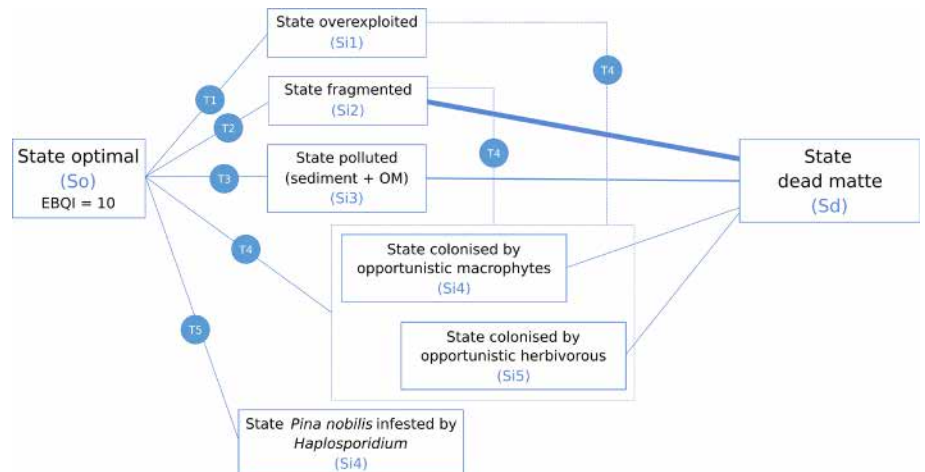 State overexploited
(Si1)
T4
State fragmented
(Si2)
T1
T2
T4
State optimal
(So)
EBQI = 10
T3
State polluted
(sediment + OM)
(Si3)
State
dead matte
(Sd)
T4
State colonised by
opportunistic macrophytes
(Si4)
T5
State colonised by
opportunistic herbivorous
(Si5)
State Pina nobilis infested by
Haplosporidium
(Si4)